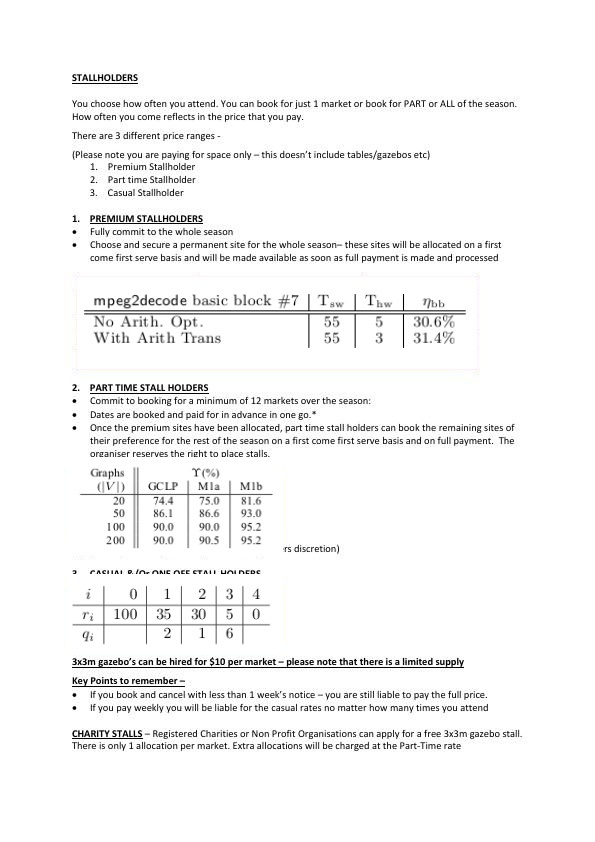 STALLHOLDERS
You choose how often you attend. You can book for just 1 market or book for PART or ALL of the season.
How often you come reflects in the price that you pay.
There are 3 different price ranges -
(Please note you are paying for space only – this doesn't include tables/gazebos etc)
1. Premium Stallholder
2. Part time Stallholder
3. Casual Stallholder
1. PREMIUM STALLHOLDERS
• Fully commit to the whole season
• Choose and secure a permanent site for the whole season– these sites will be allocated on a first
come first serve basis and will be made available as soon as full payment is made and processed
mpeg2decode basic block #7 | T_sw | T_hw | η_bb
No Arith. Opt. | 55 | 5 | 30.6%
With Arith Trans | 55 | 3 | 31.4%
2. PART TIME STALL HOLDERS
• Commit to booking for a minimum of 12 markets over the season:
• Dates are booked and paid for in advance in one go.*
• Once the premium sites have been allocated, part time stall holders can book the remaining sites of
their preference for the rest of the season on a first come first serve basis and on full payment. The
organiser reserves the right to place stalls.
Graphs ϒ(%)
(|V|) GCLP | M1a | M1b
20 74.4 | 75.0 | 81.6
50 86.1 | 86.6 | 93.0
100 90.0 | 90.0 | 95.2
200 90.0 | 90.5 | 95.2
rs discretion)
3. CASUAL & /Or ONE OFF STALL HOLDERS
i | 0 | 1 | 2 | 3 | 4
r_i | 100 | 35 | 30 | 5 | 0
q_i | | 2 | 1 | 6 |
3x3m gazebo's can be hired for $10 per market – please note that there is a limited supply
Key Points to remember –
• If you book and cancel with less than 1 week's notice – you are still liable to pay the full price.
• If you pay weekly you will be liable for the casual rates no matter how many times you attend
CHARITY STALLS – Registered Charities or Non Profit Organisations can apply for a free 3x3m gazebo stall.
There is only 1 allocation per market. Extra allocations will be charged at the Part-Time rate